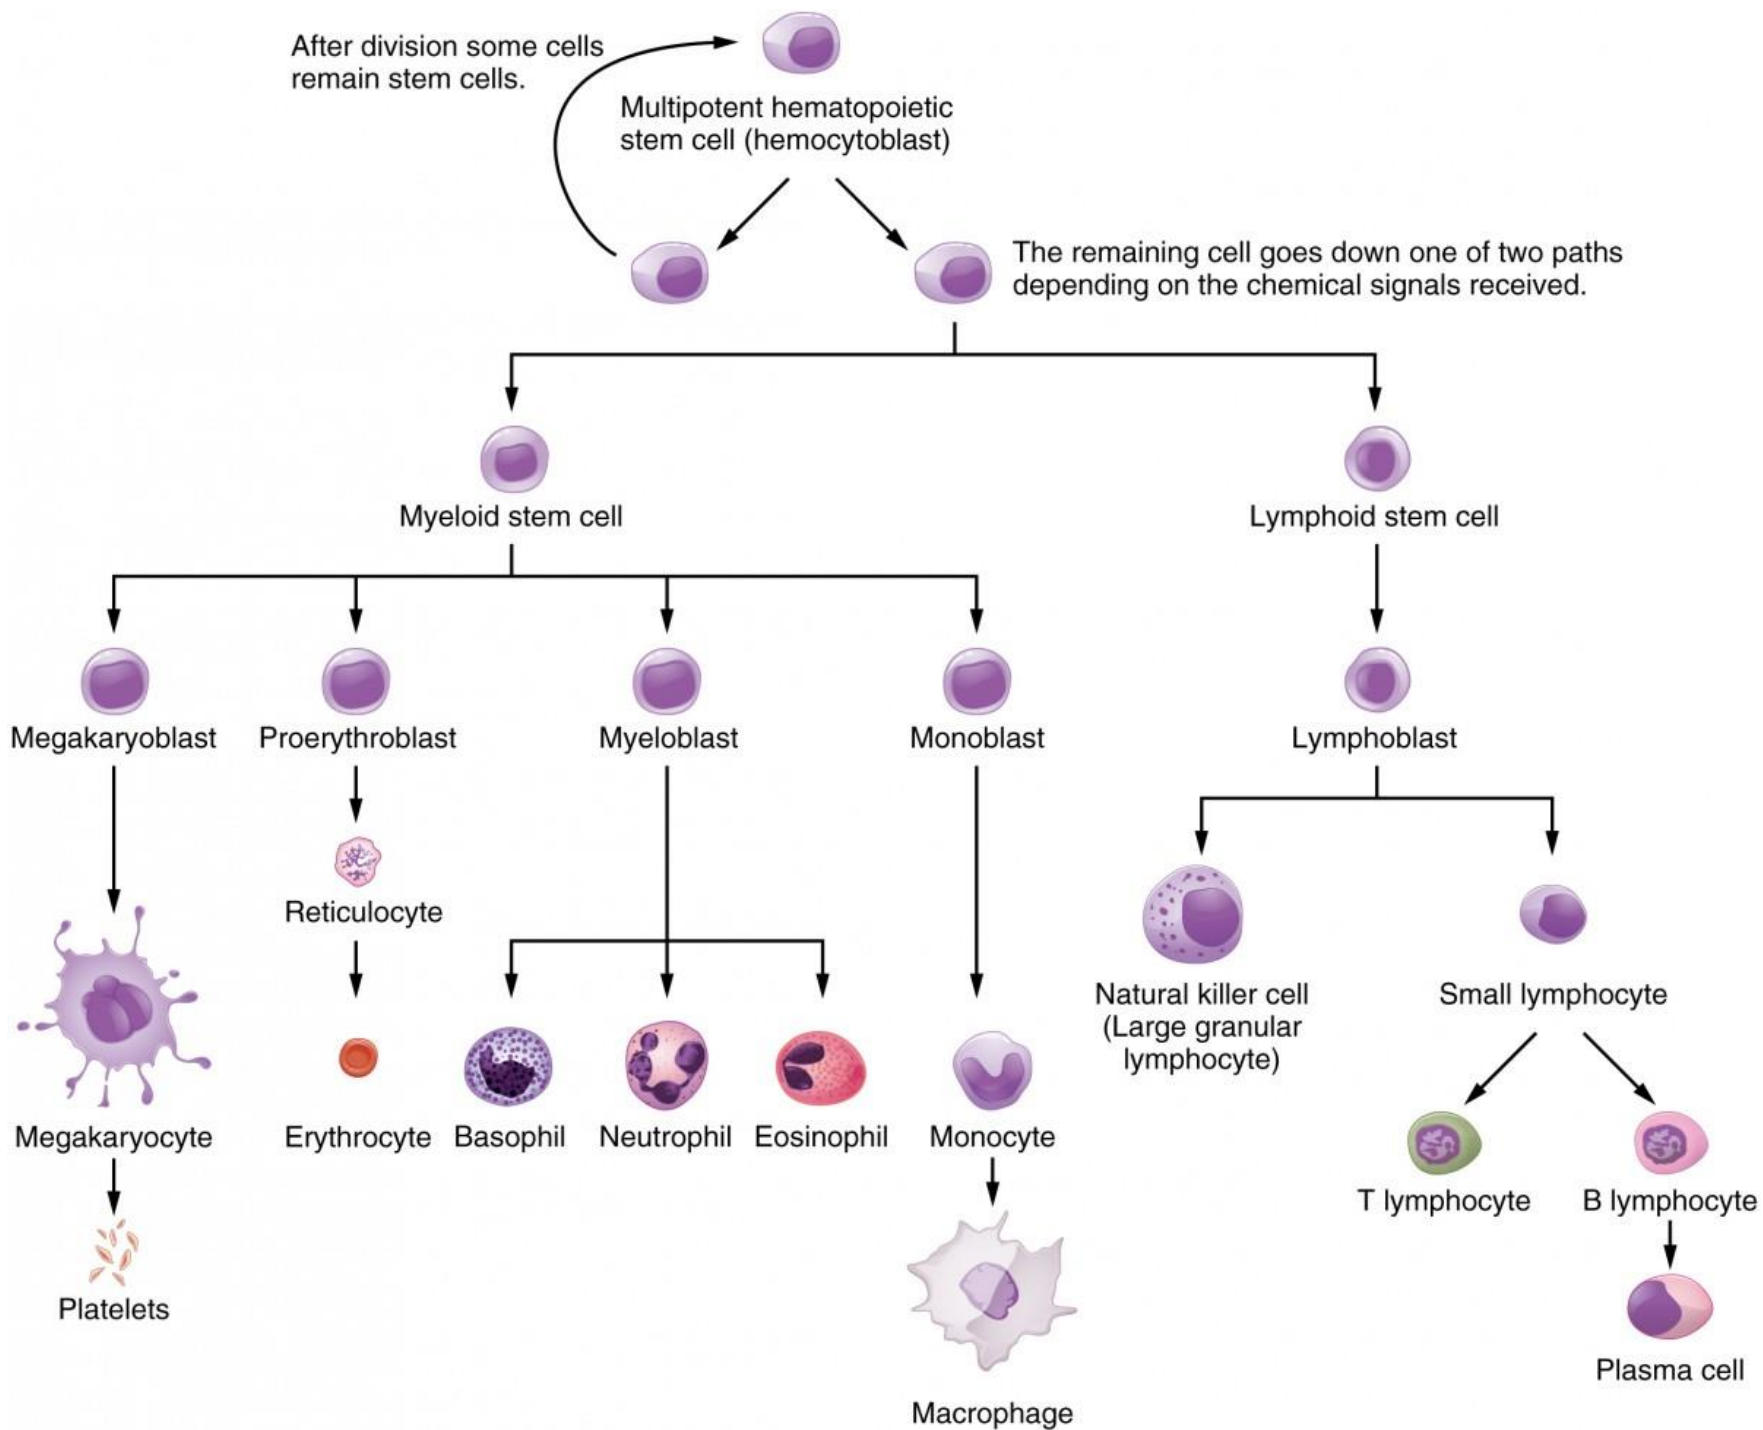 After division some cells
remain stem cells.
Multipotent hematopoietic
stem cell (hemocytoblast)
The remaining cell goes down one of two paths
depending on the chemical signals received.
Myeloid stem cell
Lymphoid stem cell
Megakaryoblast
Proerythroblast
Myeloblast
Monoblast
Lymphoblast
Reticulocyte
Natural killer cell
(Large granular
lymphocyte)
Small lymphocyte
Megakaryocyte
Erythrocyte
Basophil
Neutrophil
Eosinophil
Monocyte
T lymphocyte
B lymphocyte
Platelets
Plasma cell
Macrophage